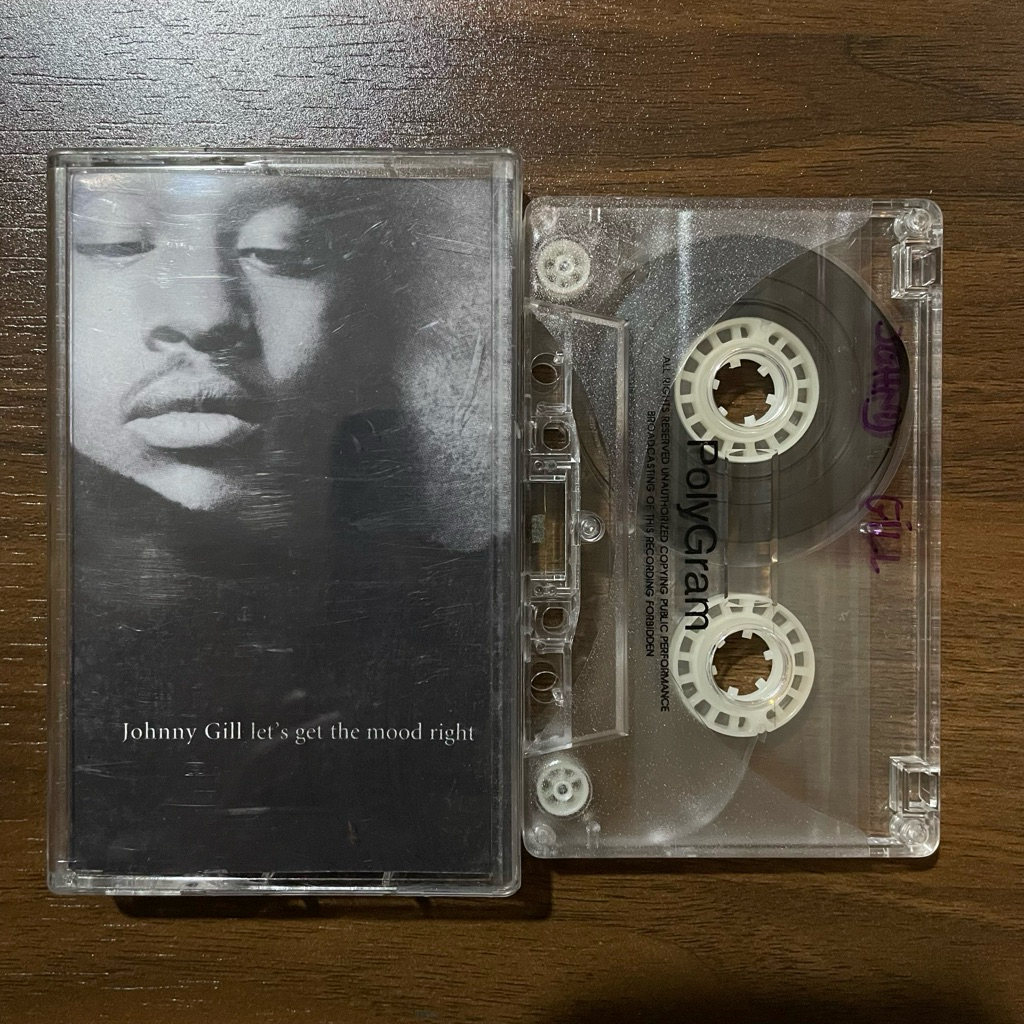 Johnny Gill let's get the mood right
PolyGram
ALL RIGHTS RESERVED UNAUTHORIZED COPYING PUBLIC PERFORMANCE
BROADCASTING OF THIS RECORDING FORBIDDEN
JOHNNY GILL